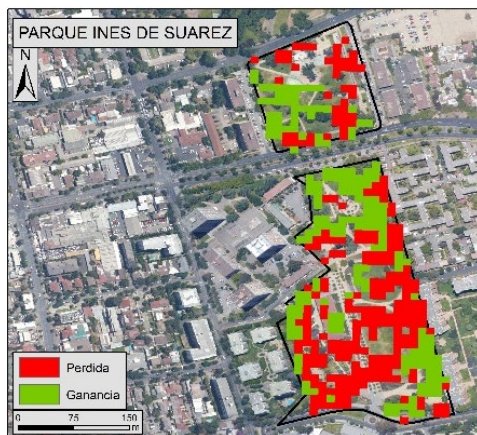 PARQUE INES DE SUAREZ
N
Perdida
Ganancia
0 75 150
m